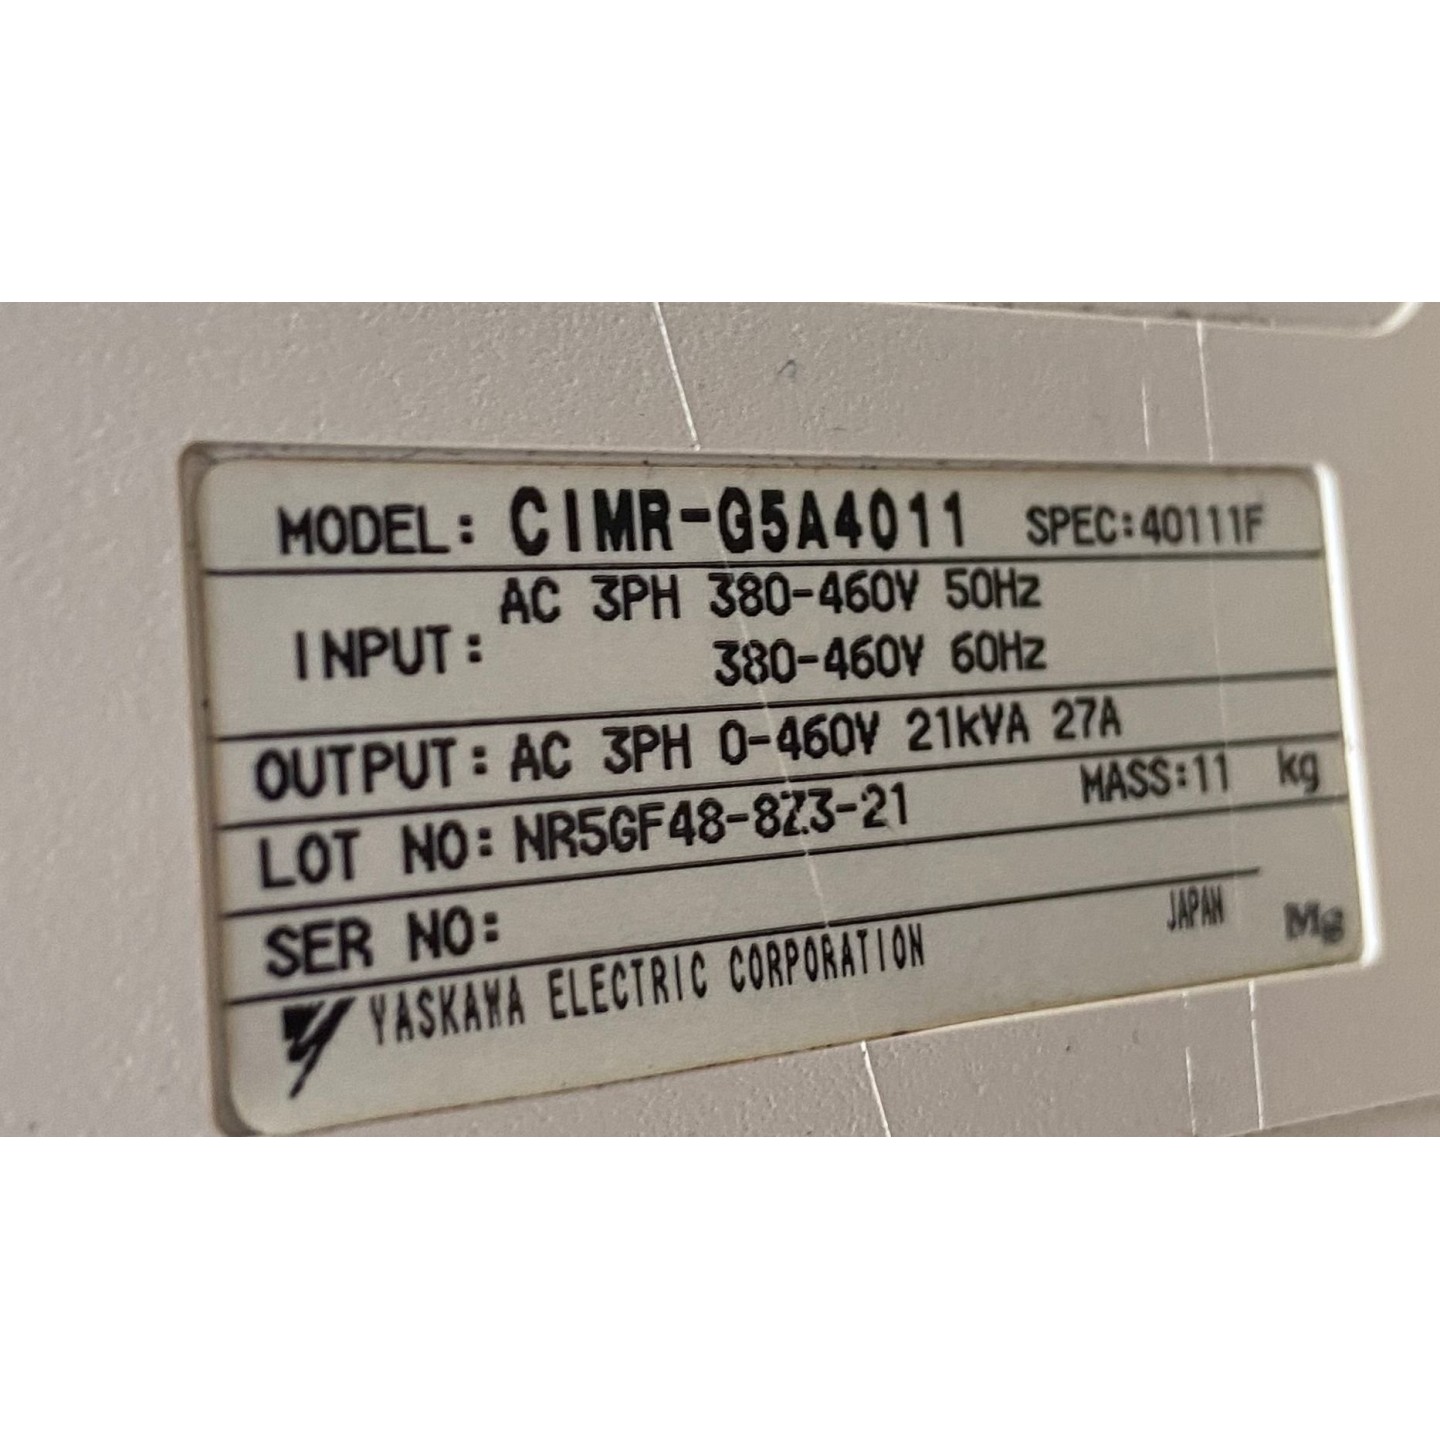 MODEL: CIMR-G5A4011 SPEC:40111F
INPUT: AC 3PH 380-460V 50Hz
380-460V 60Hz
OUTPUT: AC 3PH 0-460V 21kVA 27A
LOT NO: NR5GF48-8Z3-21 MASS:11 kg
SER NO:
YASKAWA ELECTRIC CORPORATION JAPAN